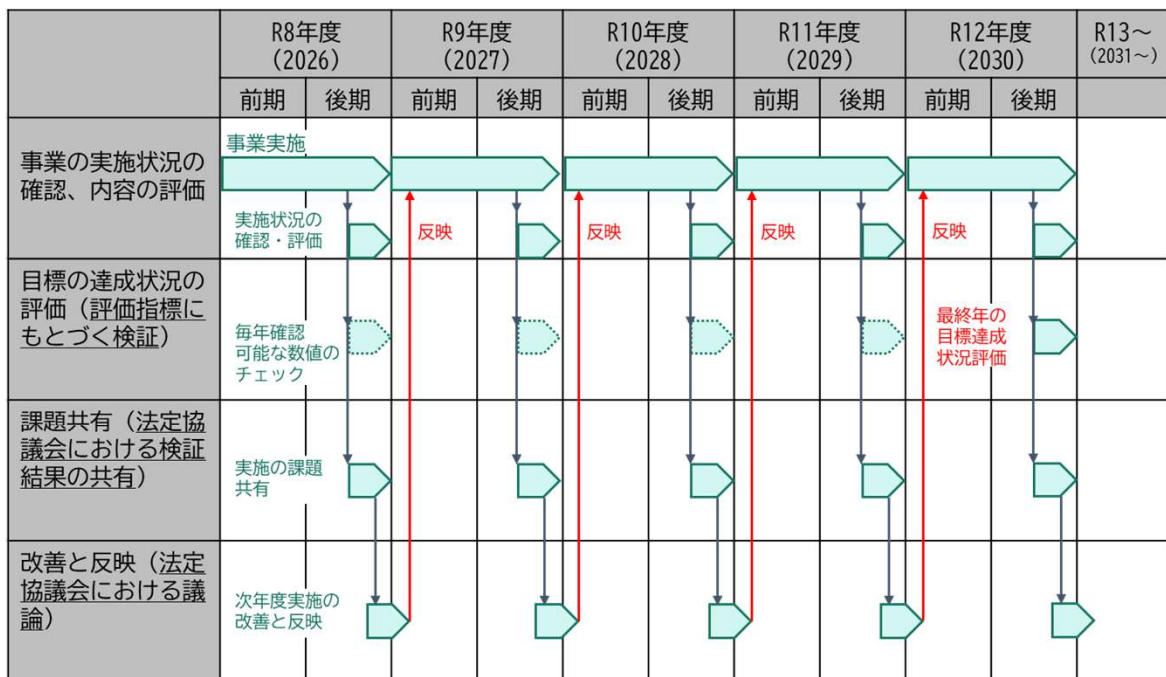 R8年度
(2026)
R9年度
(2027)
R10年度
(2028)
R11年度
(2029)
R12年度
(2030)
R13～
(2031～)
前期
後期
前期
後期
前期
後期
前期
後期
前期
後期
事業の実施状況の
確認、内容の評価
事業実施
実施状況の
確認・評価
反映
反映
反映
反映
目標の達成状況の
評価（評価指標に
もとづく検証）
毎年確認
可能な数値の
チェック
最終年の
目標達成
状況評価
課題共有（法定協
議会における検証
結果の共有）
実施の課題
共有
改善と反映（法定
協議会における議
論）
次年度実施の
改善と反映